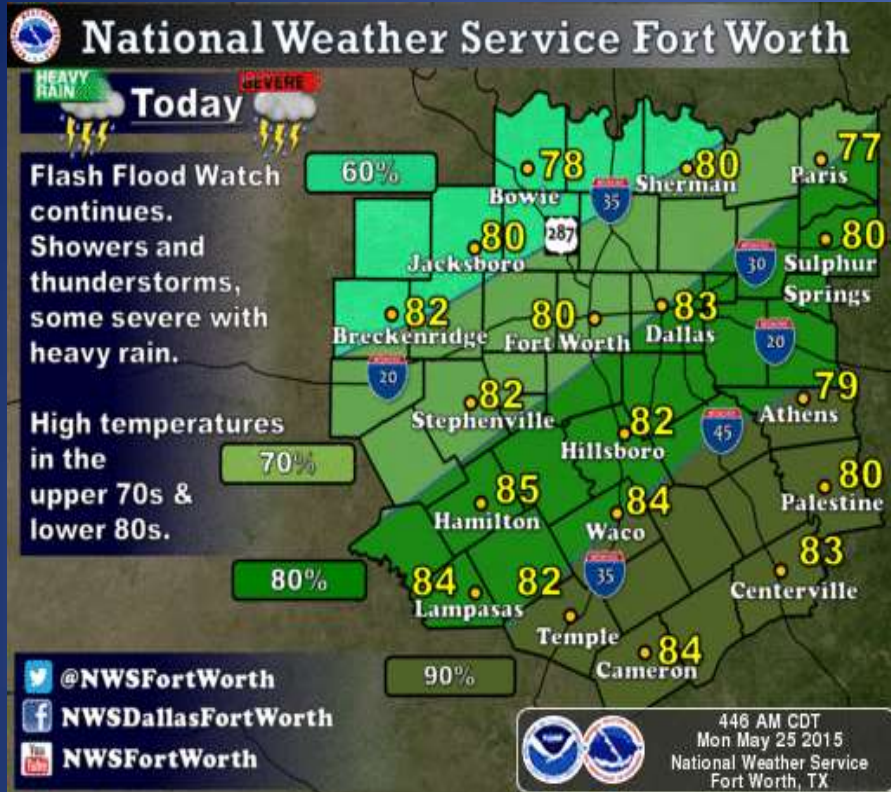 National Weather Service Fort Worth
HEAVY
RAIN
Today
SEVERE
Flash Flood Watch
continues.
Showers and
thunderstorms,
some severe with
heavy rain.
High temperatures
in the
upper 70s &
lower 80s.
60%
70%
80%
90%
78
Bowie
80
Sherman
77
Paris
35
287
80
Jacksboro
30
80
Sulphur
Springs
82
Breckenridge
80
Fort Worth
83
Dallas
20
20
82
Stephenville
82
Hillsboro
45
79
Athens
85
Hamilton
84
Waco
80
Palestine
84
Lampasas
82
Temple
35
83
Centerville
84
Cameron
@NWSFortWorth
NWSDallasFortWorth
You
Tube
NWSFortWorth
446 AM CDT
Mon May 25 2015
National Weather Service
Fort Worth, TX